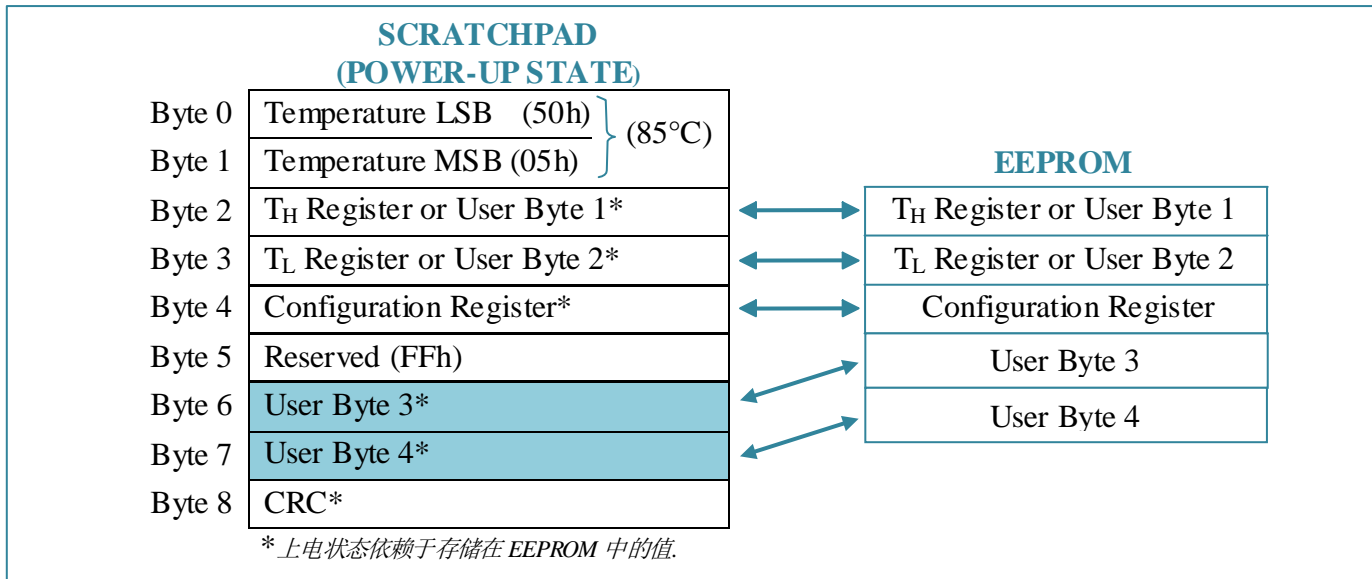 SCRATCHPAD
(POWER-UP STATE)
Byte 0 Temperature LSB (50h)
(85°C)
Byte 1 Temperature MSB (05h)
EEPROM
Byte 2 TH Register or User Byte 1* TH Register or User Byte 1
Byte 3 TL Register or User Byte 2* TL Register or User Byte 2
Byte 4 Configuration Register* Configuration Register
Byte 5 Reserved (FFh) User Byte 3
Byte 6 User Byte 3* User Byte 4
Byte 7 User Byte 4*
Byte 8 CRC*
*上电状态依赖于存储在 EEPROM 中的值.